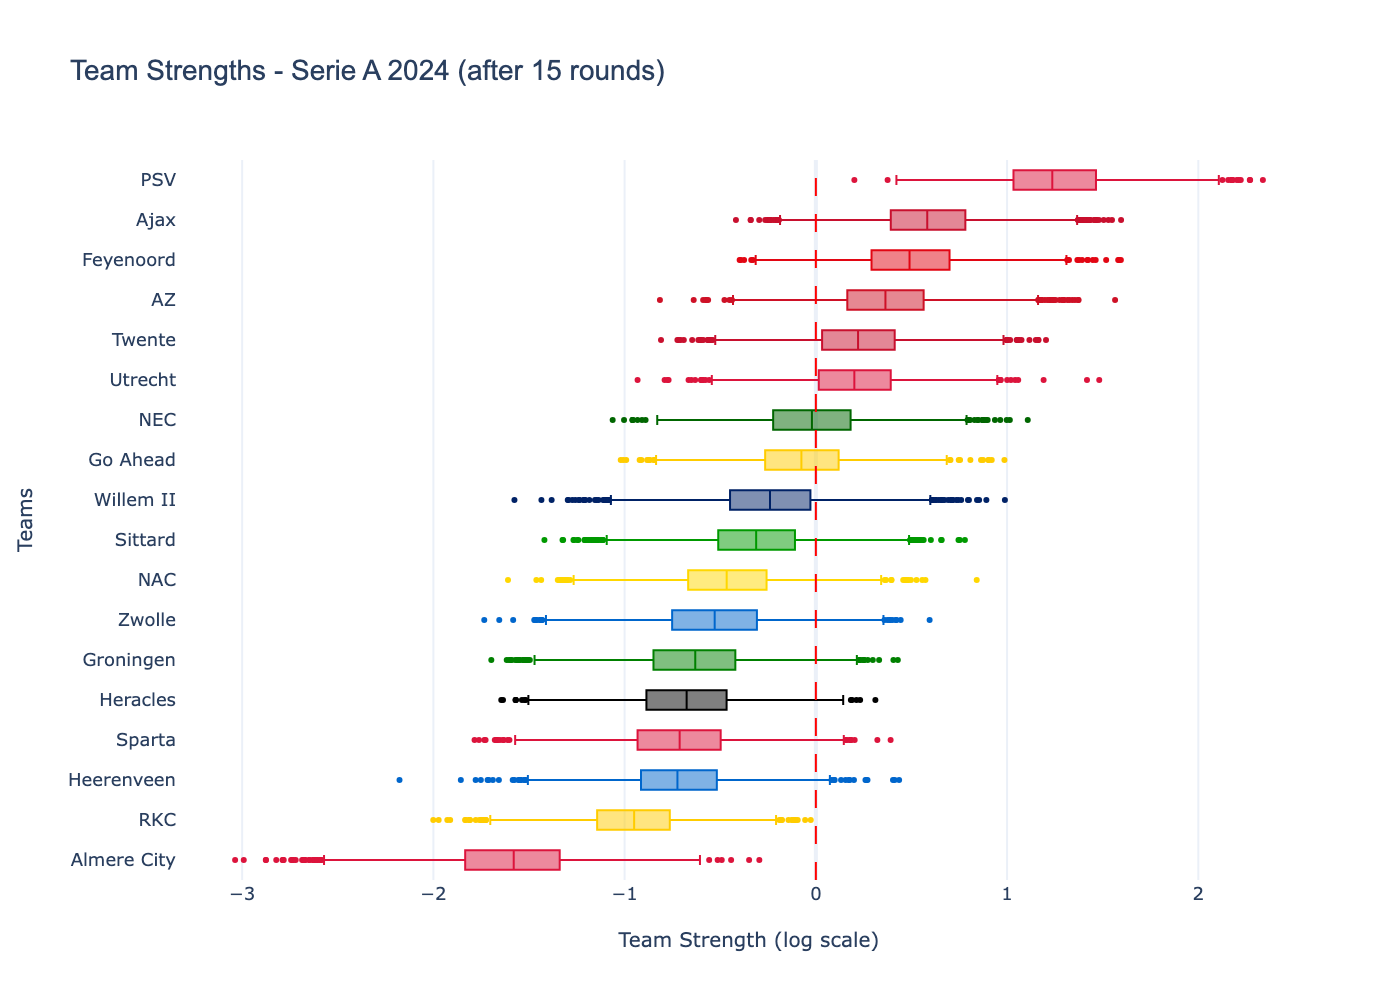 Team Strengths - Serie A 2024 (after 15 rounds)
PSV
Ajax
Feyenoord
AZ
Twente
Utrecht
NEC
Go Ahead
Willem II
Sittard
NAC
Zwolle
Groningen
Heracles
Sparta
Heerenveen
RKC
Almere City
Teams
−3 −2 −1 0 1 2
Team Strength (log scale)